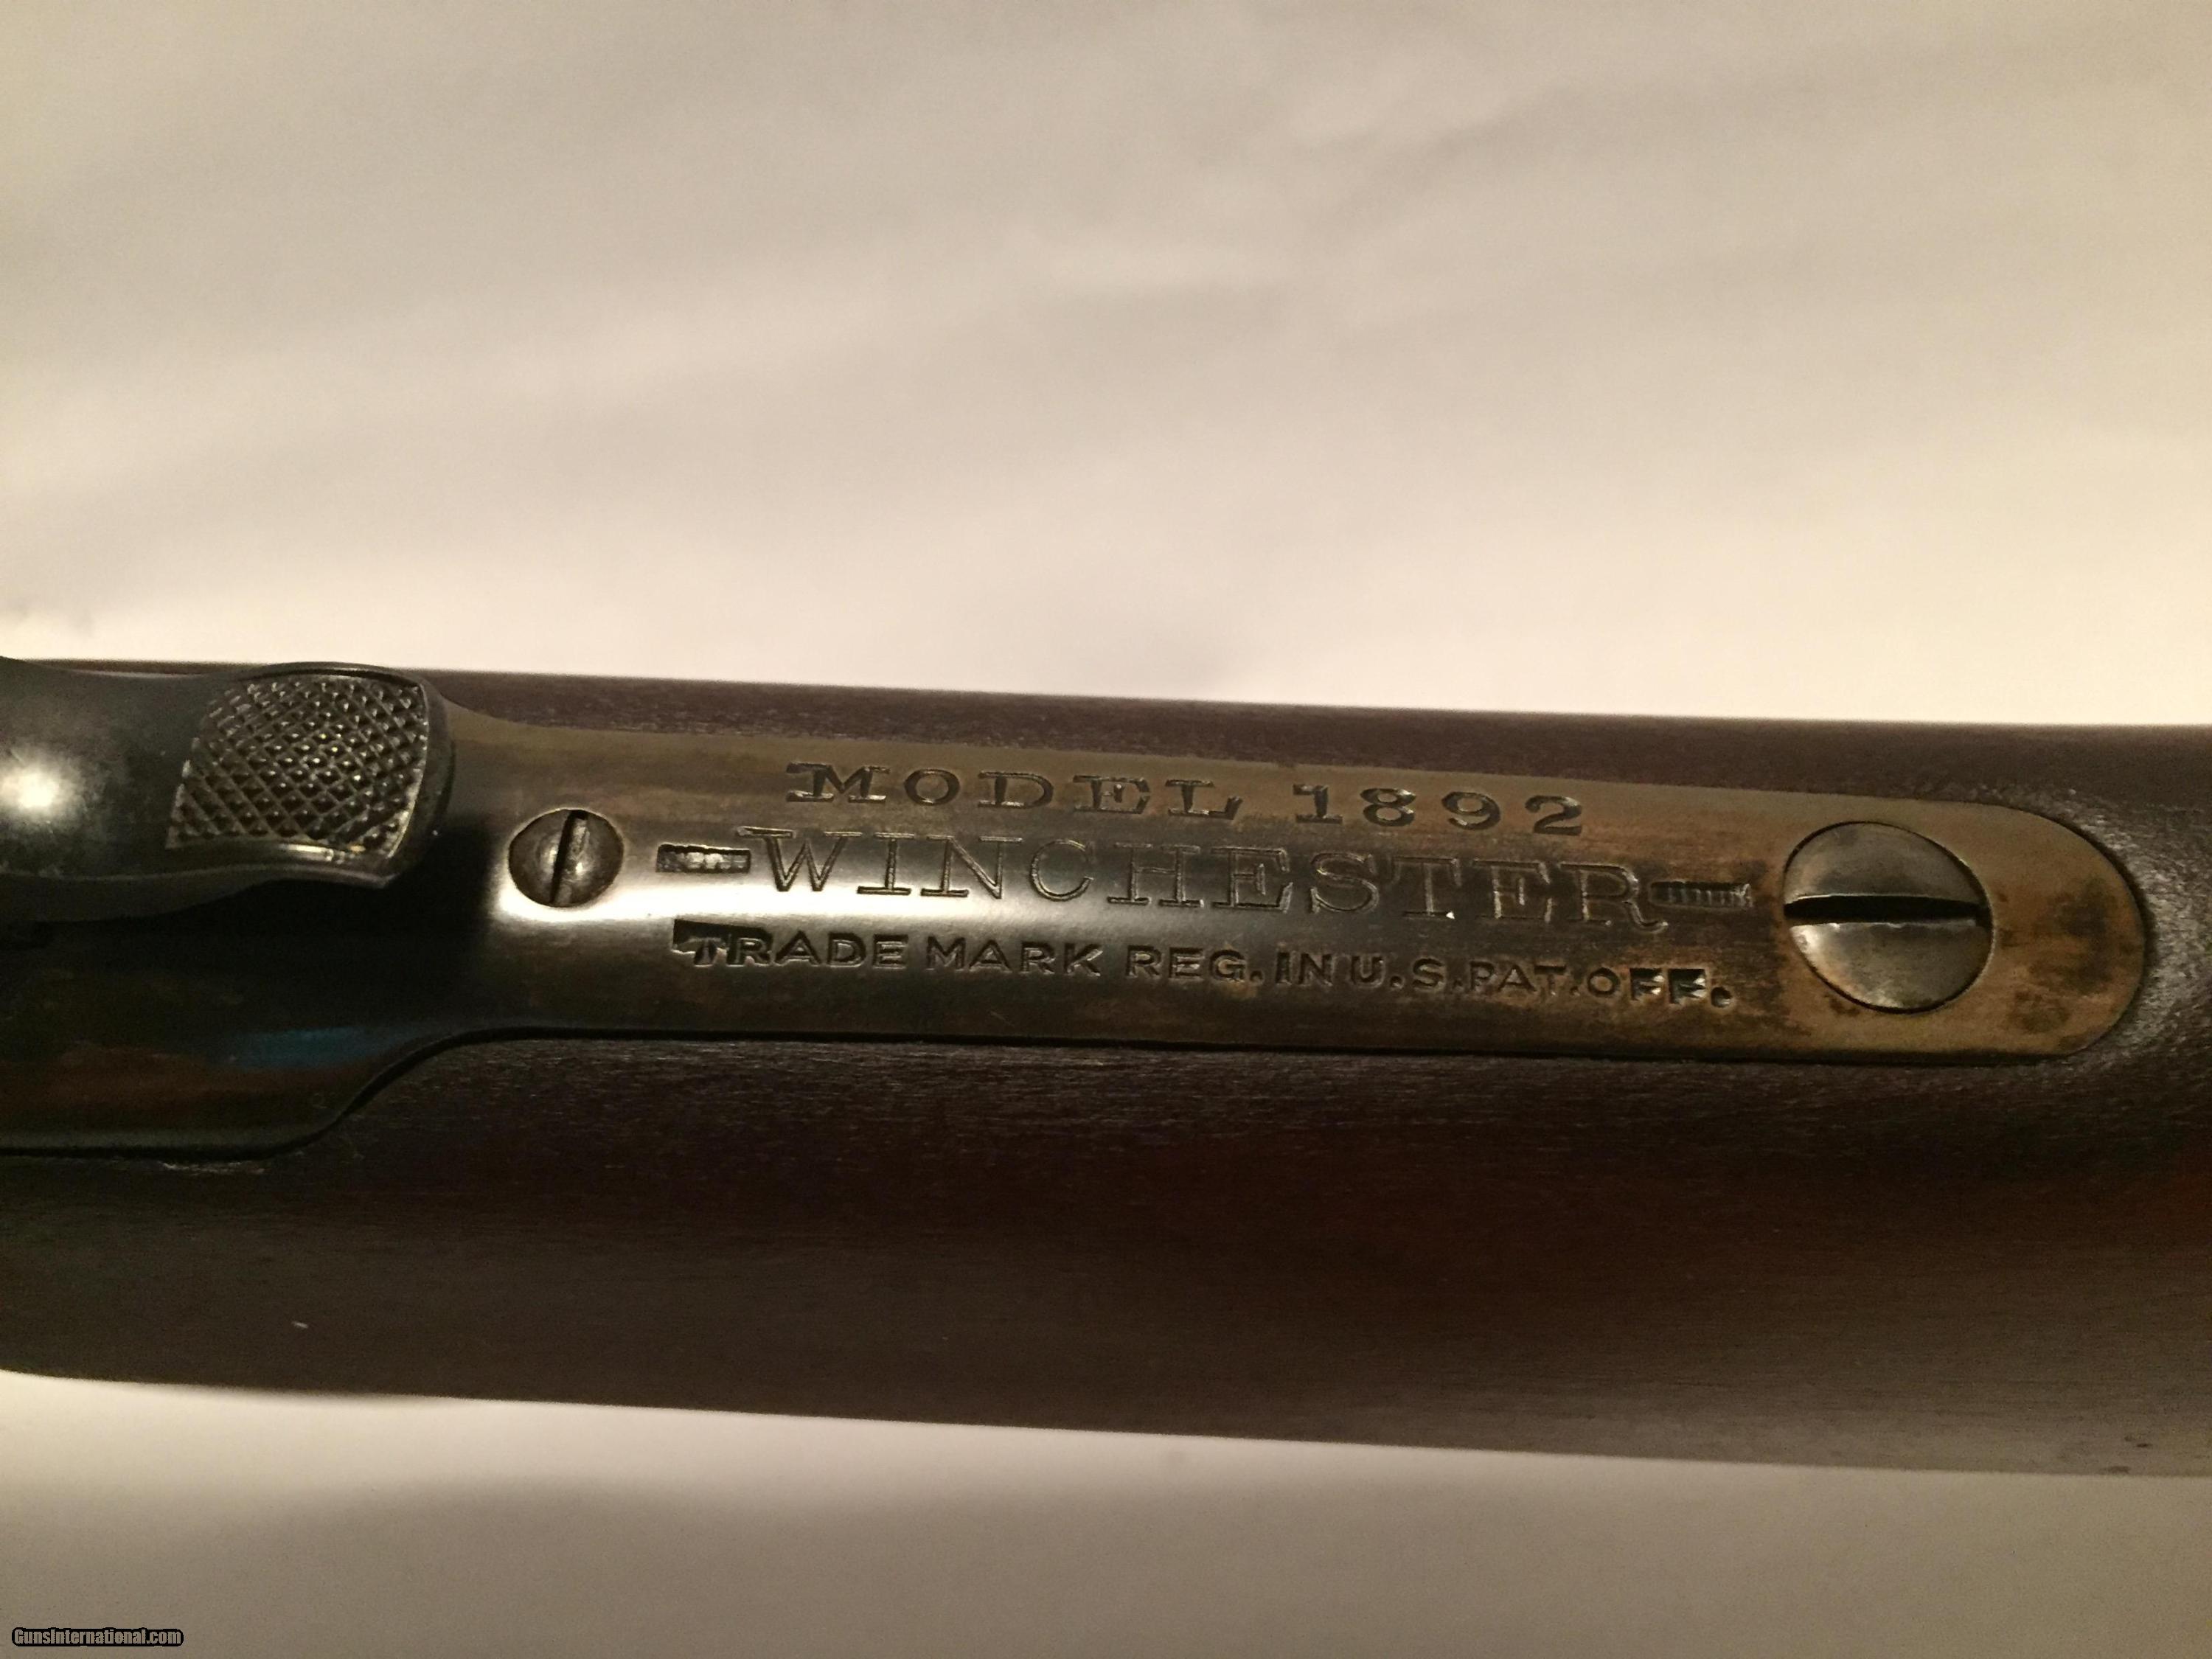 MODEL 1892
WINCHESTER
TRADE MARK REG. IN U.S. PAT. OFF.
GunsInternational.com